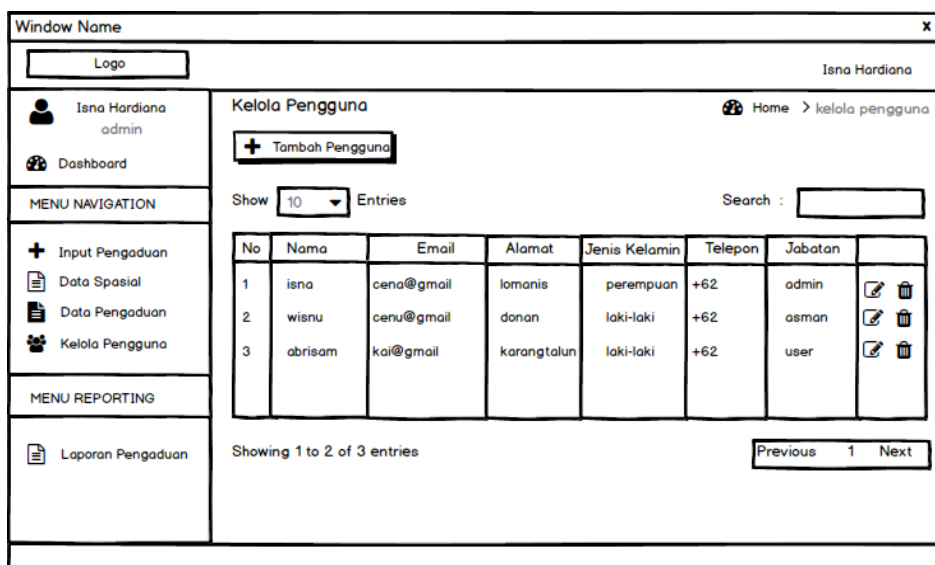 Window Name x
Logo
Isna Hardiana
Isna Hardiana
admin
Dashboard
MENU NAVIGATION
Input Pengaduan
Data Spasial
Data Pengaduan
Kelola Pengguna
MENU REPORTING
Laporan Pengaduan
Kelola Pengguna
Home > kelola pengguna
Tambah Pengguna
Show 10 Entries
Search :
No Nama Email Alamat Jenis Kelamin Telepon Jabatan
1 isna cena@gmail lomanis perempuan +62 admin
2 wisnu cenu@gmail donan laki-laki +62 asman
3 abrisam kai@gmail karangtalun laki-laki +62 user
Showing 1 to 2 of 3 entries
Previous 1 Next